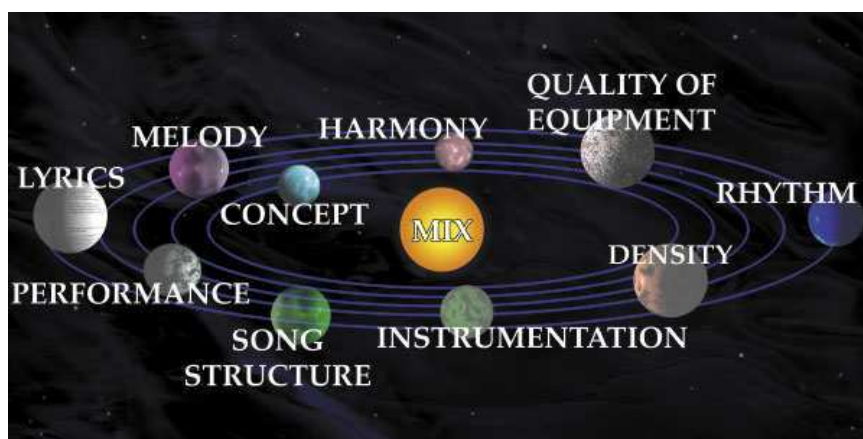 QUALITY OF
EQUIPMENT
HARMONY
MELODY
LYRICS
RHYTHM
CONCEPT
MIX
DENSITY
PERFORMANCE
INSTRUMENTATION
SONG
STRUCTURE